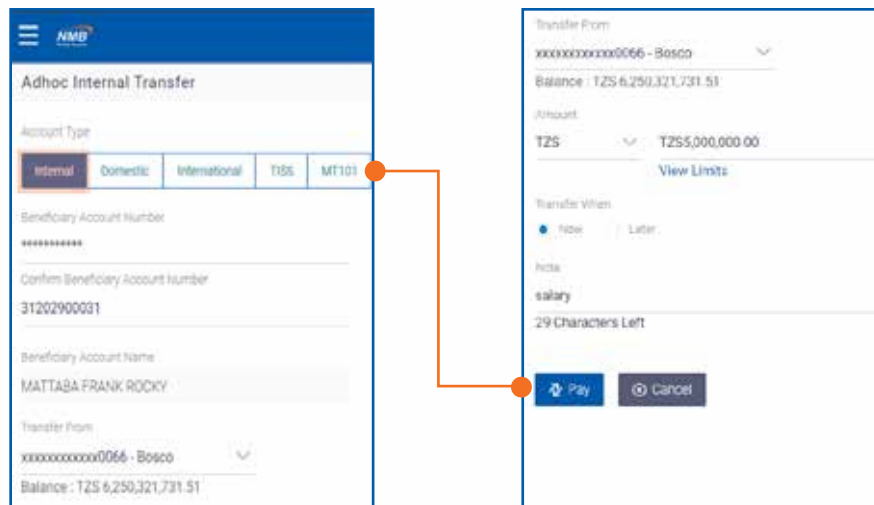 NMB
Adhoc Internal Transfer
Account Type
Internal Domestic International TISS MT101
Beneficiary Account Number
***********
Confirm Beneficiary Account Number
31202900031
Beneficiary Account Name
MATTABA FRANK ROCKY
Transfer From
xxxxxxxxxxxx0066 - Bosco
Balance : TZS 6,250,321,731.51
Transfer From
xxxxxxxxxxxx0066 - Bosco
Balance : TZS 6,250,321,731.51
Amount
TZS TZS5,000,000.00
View Limits
Transfer When
Now Later
Note
salary
29 Characters Left
Pay Cancel